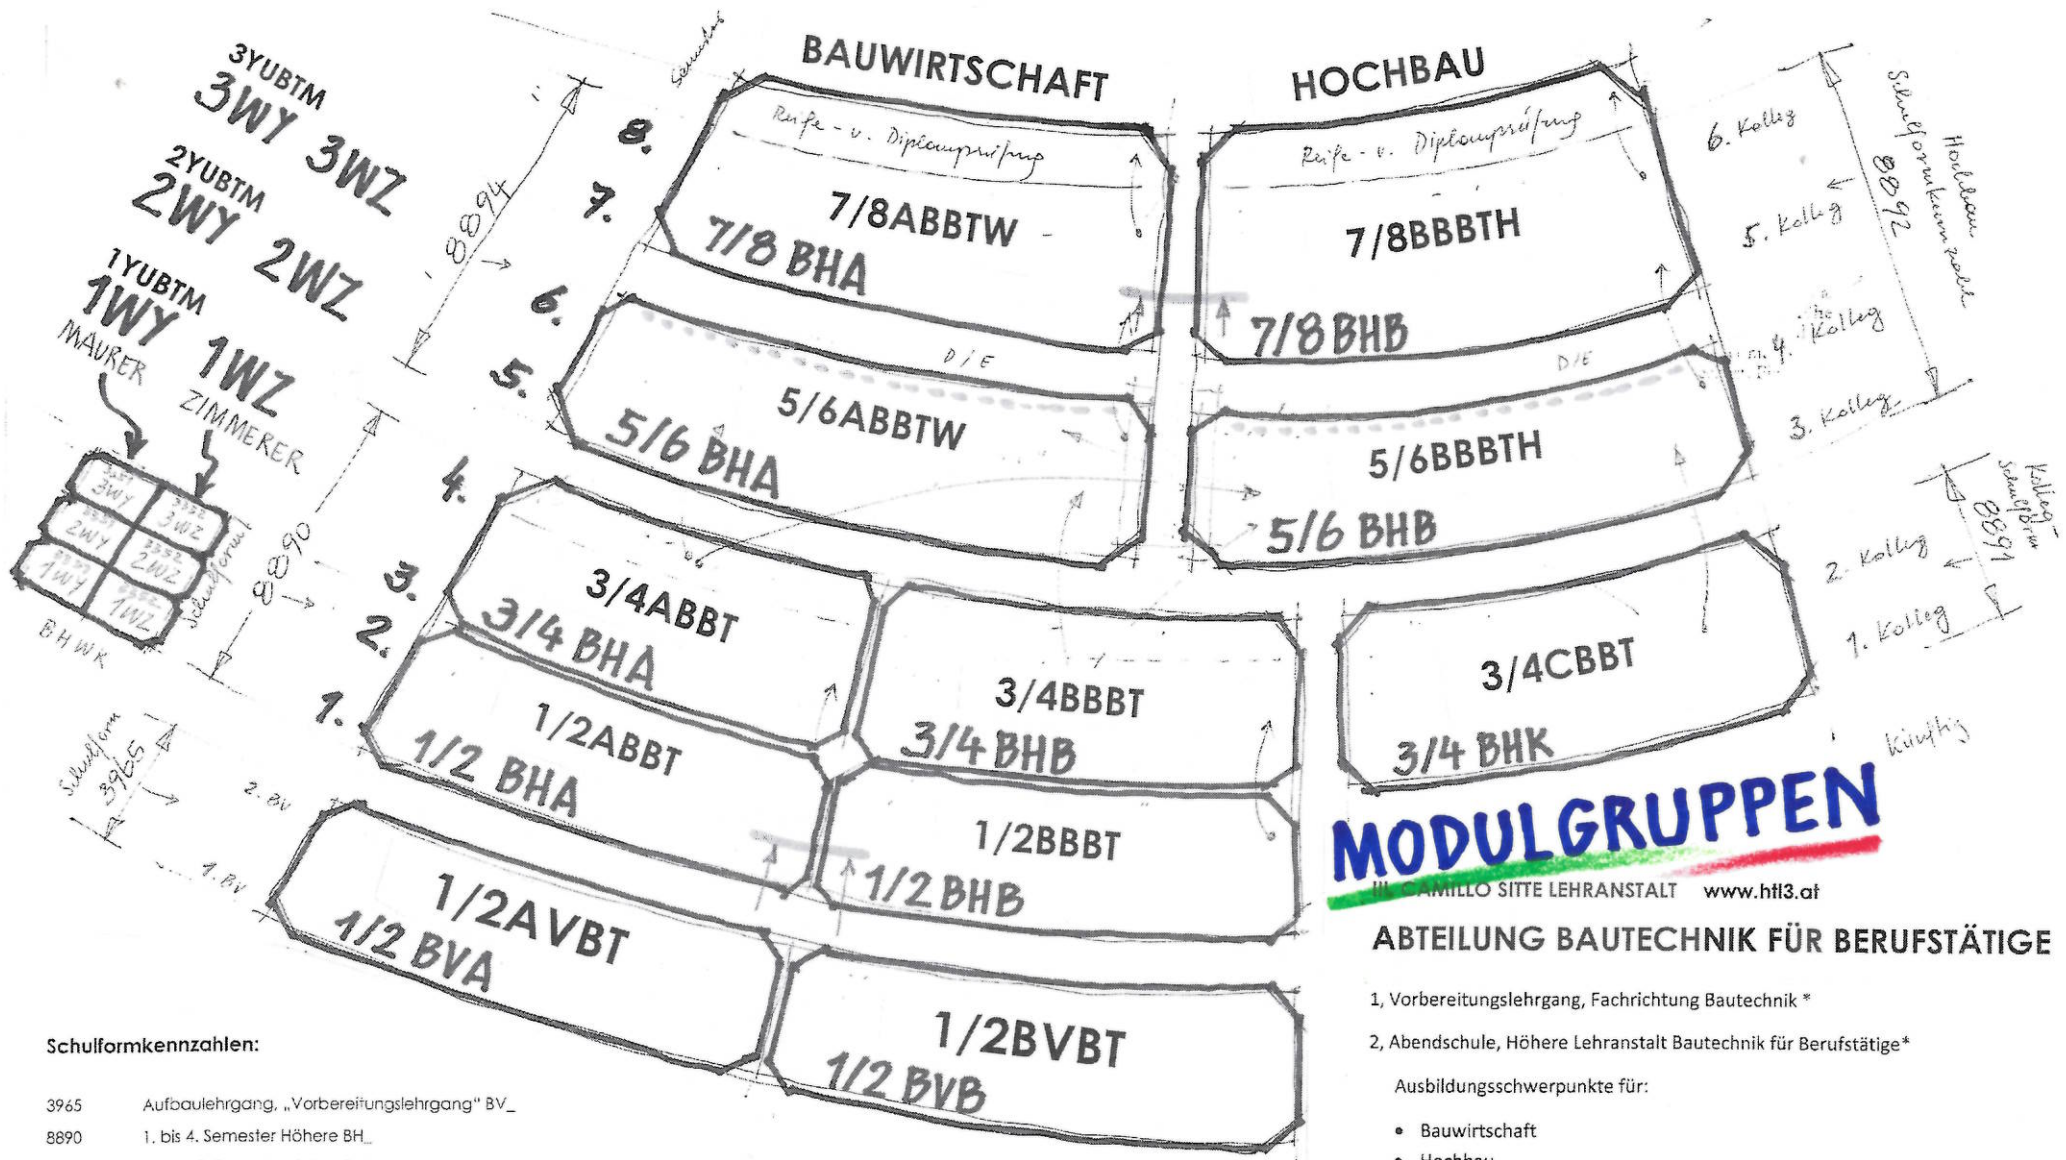 BAUWIRTSCHAFT
HOCHBAU
3YUBTM
3WY 3WZ
2YUBTM
2WY 2WZ
1YUBTM
1WY 1WZ
MAURER
ZIMMERER
3WY 3WZ
2WY 2WZ
1WY 1WZ
BHWK
Schulform
Semester
8894
8890
Schulform
3965
8.
7.
6.
5.
4.
3.
2.
1.
2. BV
1. BV
Reife- u. Diplomprüfung
7/8ABBTW
7/8 BHA
Reife- u. Diplomprüfung
7/8BBBTH
7/8 BHB
D/E
5/6ABBTW
5/6 BHA
D/E
5/6BBBTH
5/6 BHB
3/4ABBT
3/4 BHA
3/4BBBT
3/4 BHB
3/4CBBT
3/4 BHK
1/2ABBT
1/2 BHA
1/2BBBT
1/2 BHB
1/2AVBT
1/2 BVA
1/2BVBT
1/2 BVB
6. Kolleg
5. Kolleg
4. Kolleg
3. Kolleg
2. Kolleg
1. Kolleg
Hochbau
Schulformkennzahl
8892
Kolleg
Schulform
8891
künftig
MODULGRUPPEN
III. CAMILLO SITTE LEHRANSTALT www.htl3.at
ABTEILUNG BAUTECHNIK FÜR BERUFSTÄTIGE
1, Vorbereitungslehrgang, Fachrichtung Bautechnik *
2, Abendschule, Höhere Lehranstalt Bautechnik für Berufstätige*
Ausbildungsschwerpunkte für:
• Bauwirtschaft
• Hochbau
Schulformkennzahlen:
3965 Aufbaulehrgang, „Vorbereitungslehrgang" BV_
8890 1. bis 4. Semester Höhere BH_